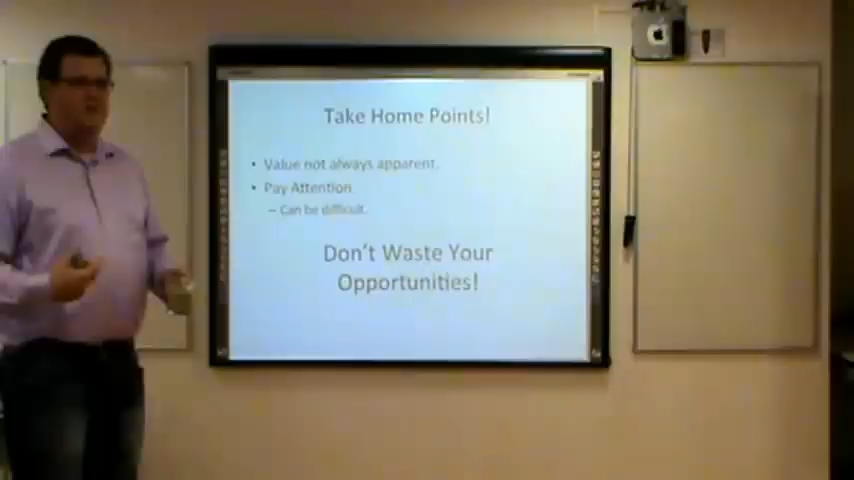 Take Home Points!
• Value not always apparent.
• Pay Attention
– Can be difficult.
Don't Waste Your
Opportunities!